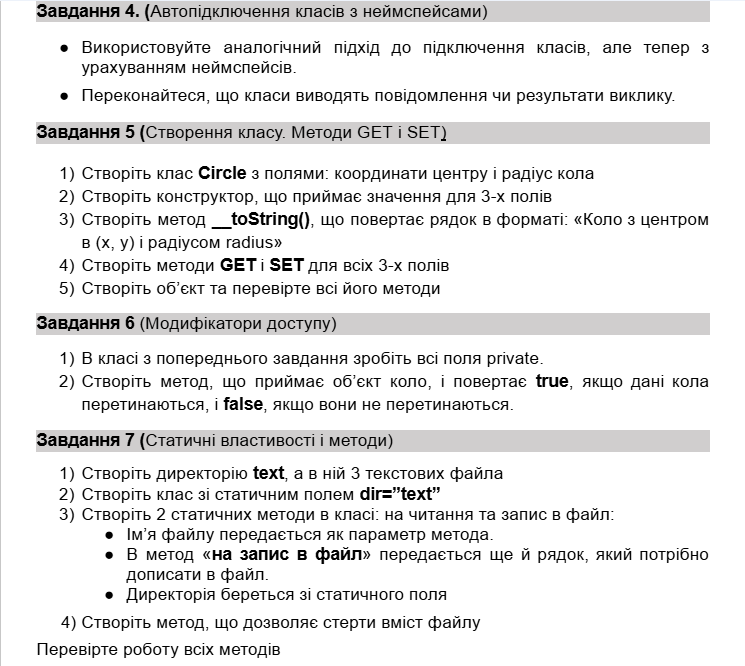 Завдання 4. (Автопідключення класів з неймспейсами)
● Використовуйте аналогічний підхід до підключення класів, але тепер з
урахуванням неймспейсів.
● Переконайтеся, що класи виводять повідомлення чи результати виклику.
Завдання 5 (Створення класу. Методи GET і SET)
1) Створіть клас Circle з полями: координати центру і радіус кола
2) Створіть конструктор, що приймає значення для 3-х полів
3) Створіть метод __toString(), що повертає рядок в форматі: «Коло з центром
в (x, y) і радіусом radius»
4) Створіть методи GET і SET для всіх 3-х полів
5) Створіть об’єкт та перевірте всі його методи
Завдання 6 (Модифікатори доступу)
1) В класі з попереднього завдання зробіть всі поля private.
2) Створіть метод, що приймає об’єкт коло, і повертає true, якщо дані кола
перетинаються, і false, якщо вони не перетинаються.
Завдання 7 (Статичні властивості і методи)
1) Створіть директорію text, а в ній 3 текстових файла
2) Створіть клас зі статичним полем dir=”text”
3) Створіть 2 статичних методи в класі: на читання та запис в файл:
● Ім’я файлу передається як параметр метода.
● В метод «на запис в файл» передається ще й рядок, який потрібно
дописати в файл.
● Директорія береться зі статичного поля
4) Створіть метод, що дозволяє стерти вміст файлу
Перевірте роботу всіх методів